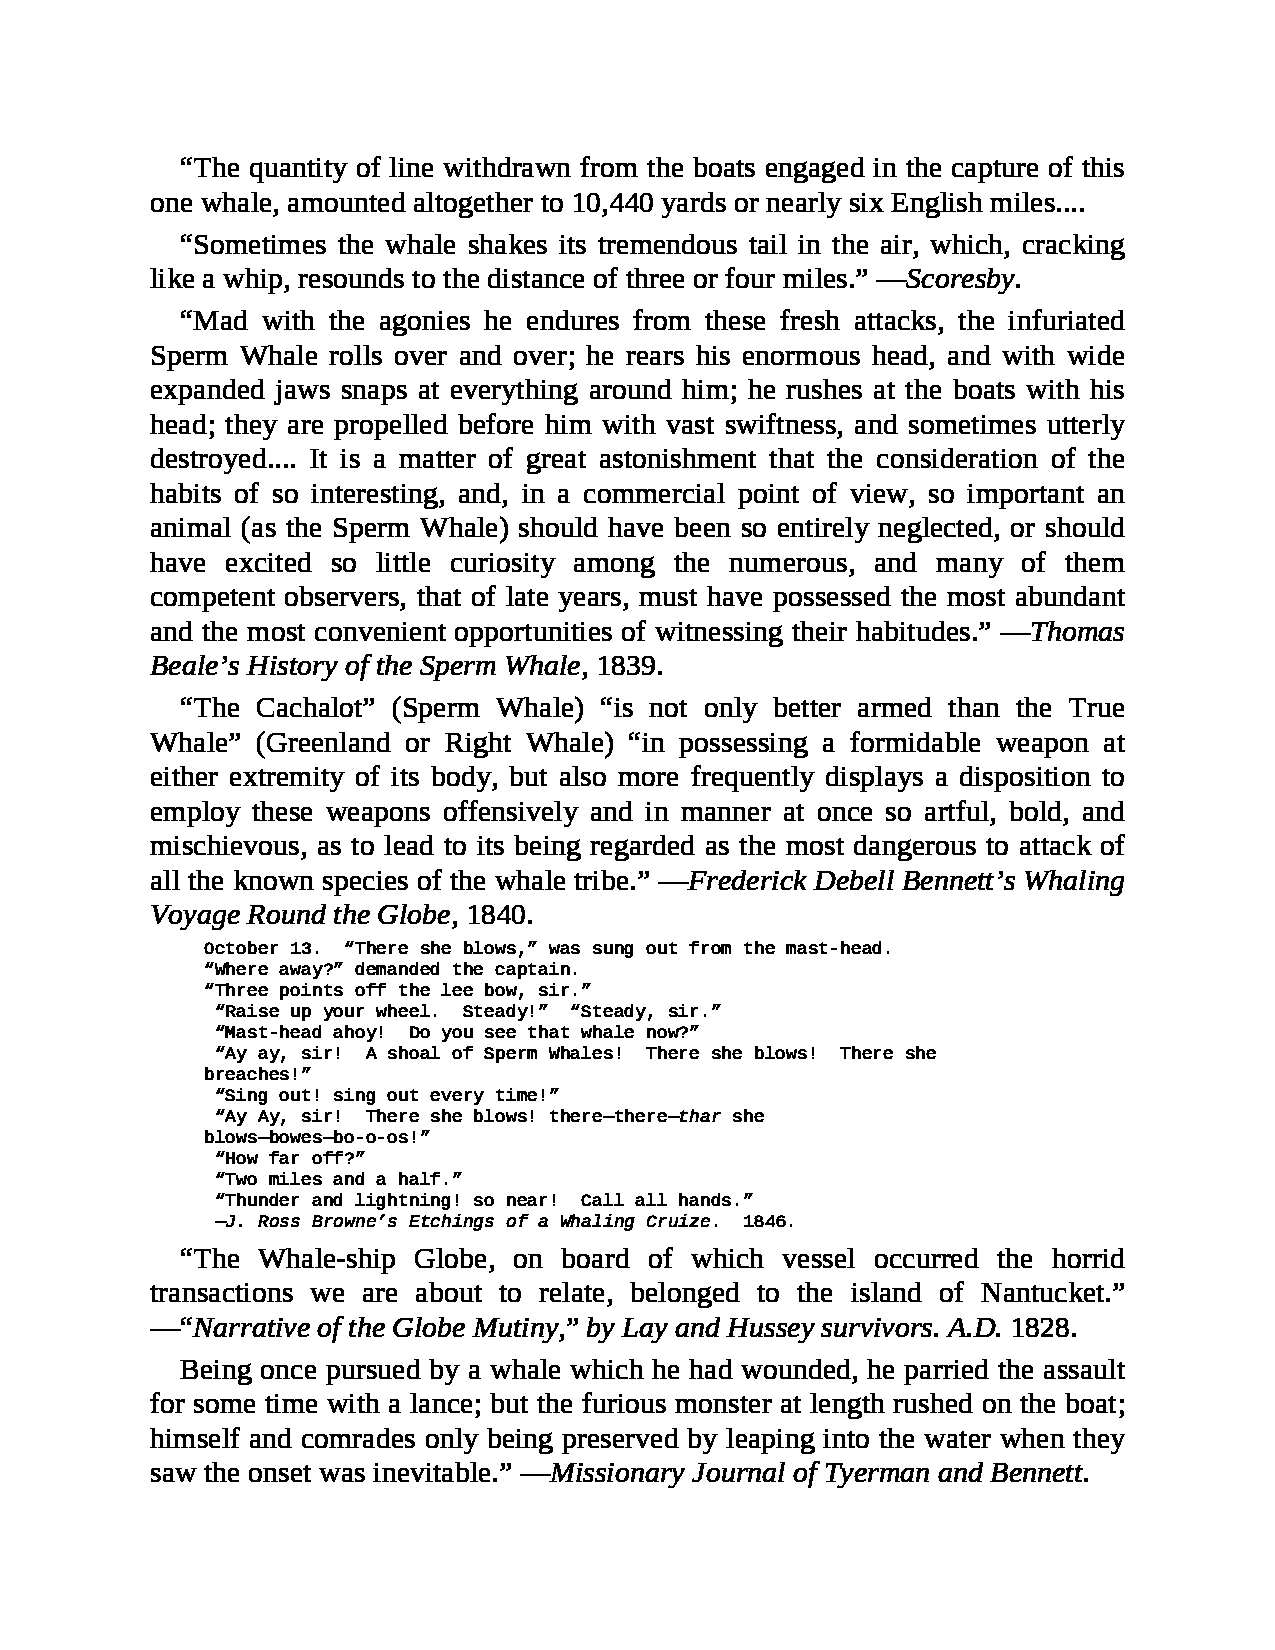 “The quantity of line withdrawn from the boats engaged in the capture of this
one whale, amounted altogether to 10,440 yards or nearly six English miles....
“Sometimes the whale shakes its tremendous tail in the air, which, cracking
like a whip, resounds to the distance of three or four miles.” —Scoresby.
“Mad with the agonies he endures from these fresh attacks, the infuriated
Sperm Whale rolls over and over; he rears his enormous head, and with wide
expanded jaws snaps at everything around him; he rushes at the boats with his
head; they are propelled before him with vast swiftness, and sometimes utterly
destroyed.... It is a matter of great astonishment that the consideration of the
habits of so interesting, and, in a commercial point of view, so important an
animal (as the Sperm Whale) should have been so entirely neglected, or should
have excited so little curiosity among the numerous, and many of them
competent observers, that of late years, must have possessed the most abundant
and the most convenient opportunities of witnessing their habitudes.” —Thomas
Beale’s History of the Sperm Whale, 1839.
“The Cachalot” (Sperm Whale) “is not only better armed than the True
Whale” (Greenland or Right Whale) “in possessing a formidable weapon at
either extremity of its body, but also more frequently displays a disposition to
employ these weapons offensively and in manner at once so artful, bold, and
mischievous, as to lead to its being regarded as the most dangerous to attack of
all the known species of the whale tribe.” —Frederick Debell Bennett’s Whaling
Voyage Round the Globe, 1840.
October 13.  “There she blows,” was sung out from the mast-head.
“Where away?” demanded the captain.
“Three points off the lee bow, sir.”
“Raise up your wheel.  Steady!”  “Steady, sir.”
“Mast-head ahoy!  Do you see that whale now?”
“Ay ay, sir!  A shoal of Sperm Whales!  There she blows!  There she
breaches!”
“Sing out! sing out every time!”
“Ay Ay, sir!  There she blows! there—there—thar she
blows—bowes—bo-o-os!”
“How far off?”
“Two miles and a half.”
“Thunder and lightning! so near!  Call all hands.”
—J. Ross Browne’s Etchings of a Whaling Cruize.  1846.
“The Whale-ship Globe, on board of which vessel occurred the horrid
transactions we are about to relate, belonged to the island of Nantucket.”
—“Narrative of the Globe Mutiny,” by Lay and Hussey survivors. A.D. 1828.
Being once pursued by a whale which he had wounded, he parried the assault
for some time with a lance; but the furious monster at length rushed on the boat;
himself and comrades only being preserved by leaping into the water when they
saw the onset was inevitable.” —Missionary Journal of Tyerman and Bennett.